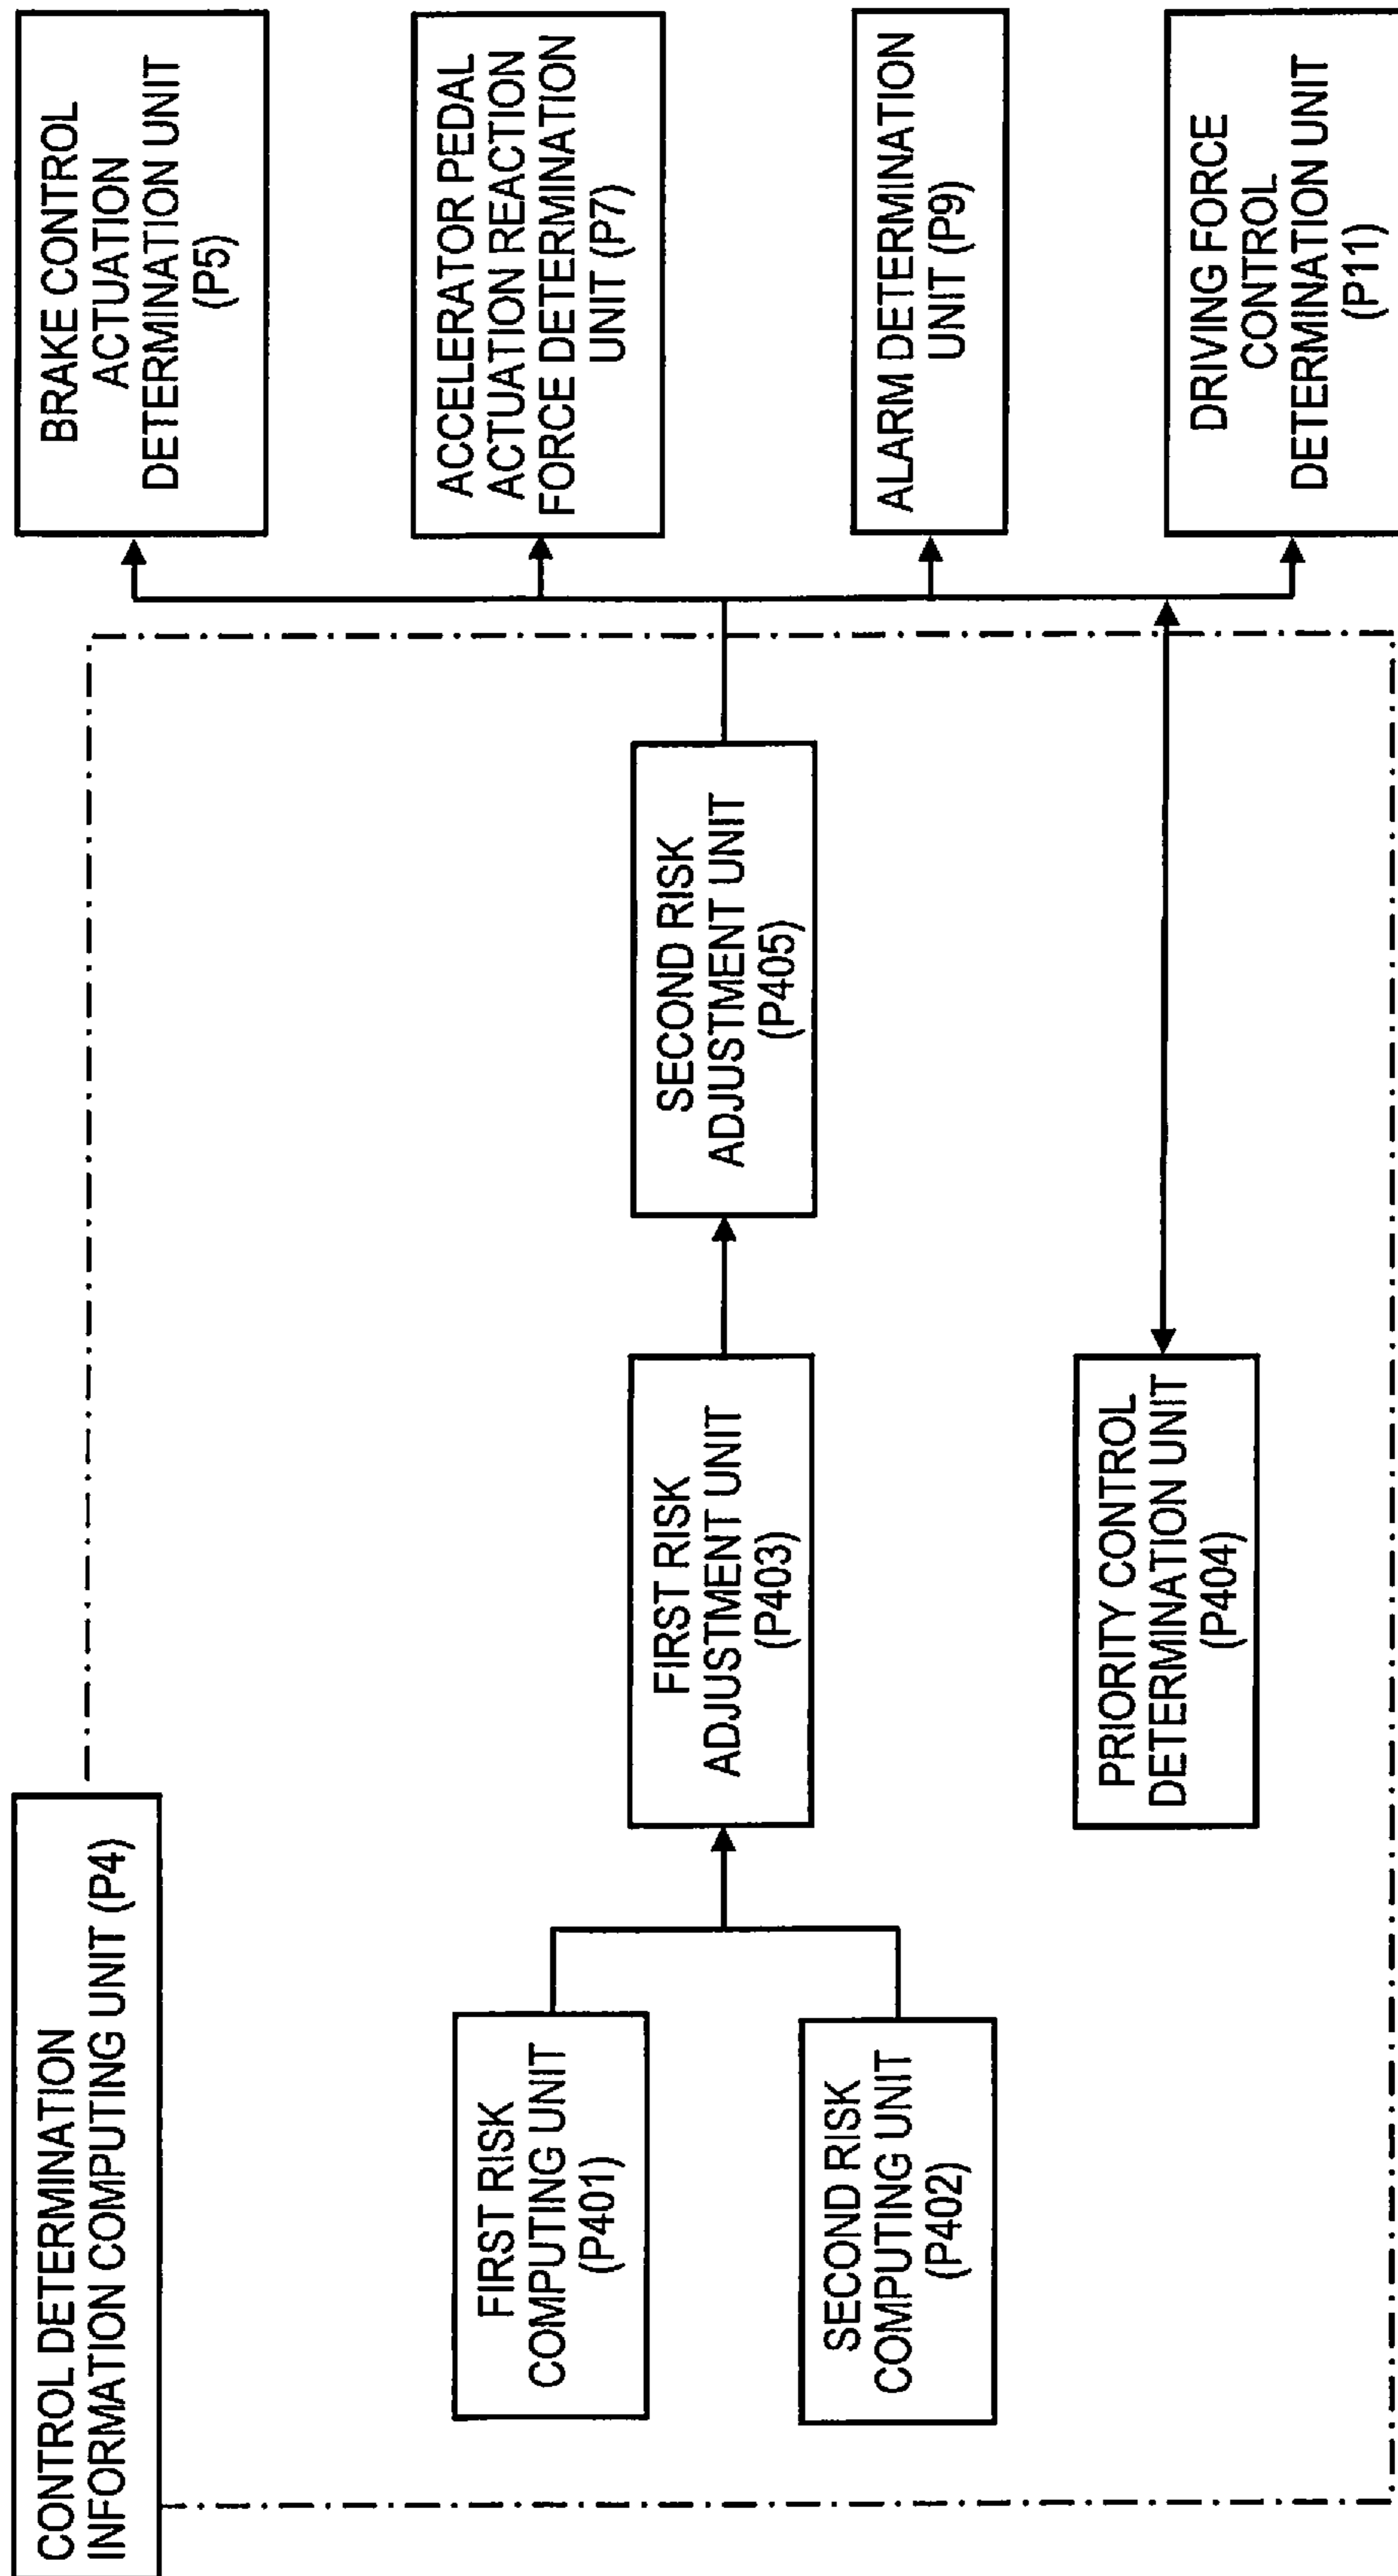 CONTROL DETERMINATION
INFORMATION COMPUTING UNIT (P4)
FIRST RISK
COMPUTING UNIT
(P401)
SECOND RISK
COMPUTING UNIT
(P402)
FIRST RISK
ADJUSTMENT UNIT
(P403)
PRIORITY CONTROL
DETERMINATION UNIT
(P404)
SECOND RISK
ADJUSTMENT UNIT
(P405)
BRAKE CONTROL
ACTUATION
DETERMINATION UNIT
(P5)
ACCELERATOR PEDAL
ACTUATION REACTION
FORCE DETERMINATION
UNIT (P7)
ALARM DETERMINATION
UNIT (P9)
DRIVING FORCE
CONTROL
DETERMINATION UNIT
(P11)